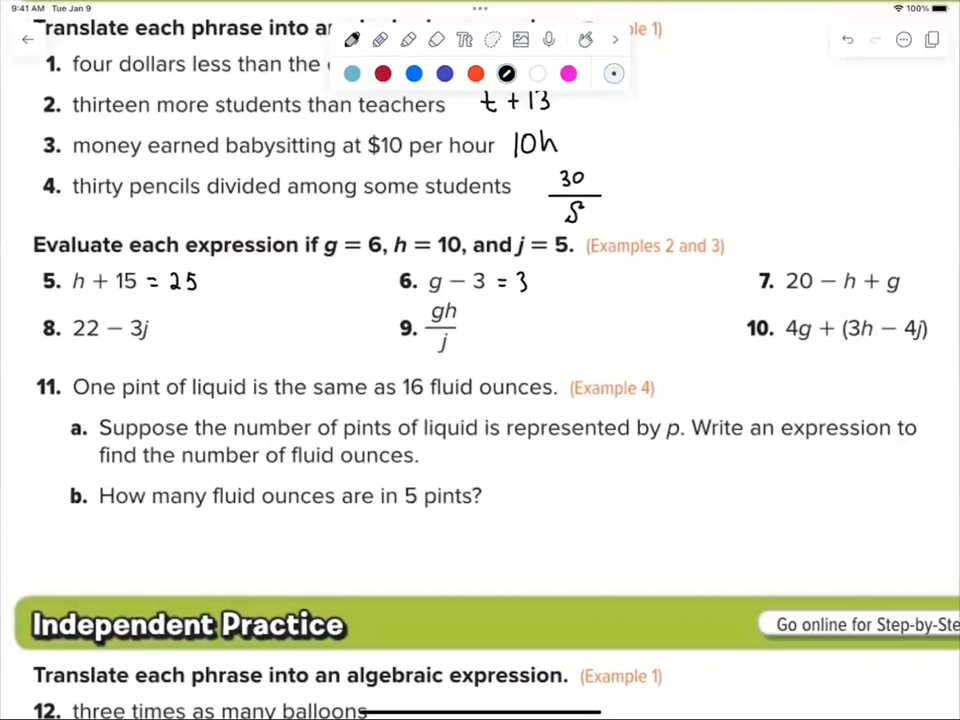 9:41 AM Tue Jan 9 100%
Translate each phrase into an ple 1)
1. four dollars less than the
2. thirteen more students than teachers t + 13
3. money earned babysitting at $10 per hour 10h
4. thirty pencils divided among some students 30/s
Evaluate each expression if g = 6, h = 10, and j = 5. (Examples 2 and 3)
5. h + 15 = 25 6. g − 3 = 3 7. 20 − h + g
8. 22 − 3j 9. gh/j 10. 4g + (3h − 4j)
11. One pint of liquid is the same as 16 fluid ounces. (Example 4)
a. Suppose the number of pints of liquid is represented by p. Write an expression to
find the number of fluid ounces.
b. How many fluid ounces are in 5 pints?
Independent Practice Go online for Step-by-Ste
Translate each phrase into an algebraic expression. (Example 1)
12. three times as many balloons